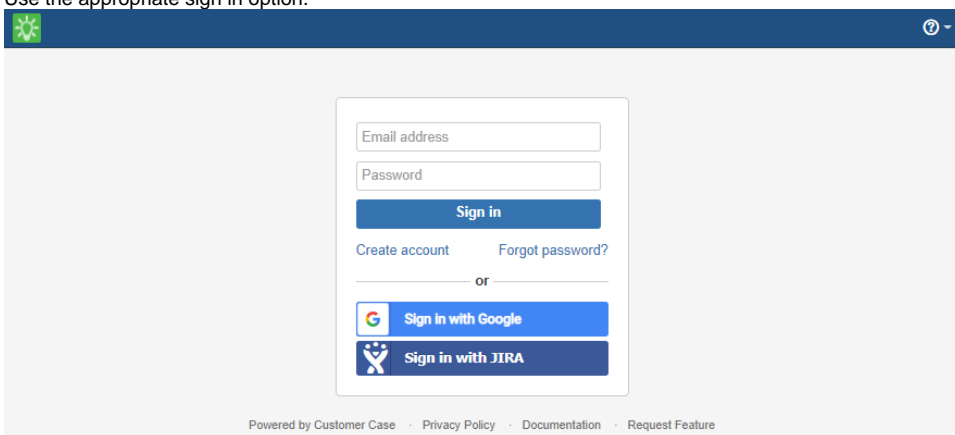 Use the appropriate sign in option.
Email address
Password
Sign in
Create account Forgot password?
or
Sign in with Google
Sign in with JIRA
Powered by Customer Case · Privacy Policy · Documentation · Request Feature